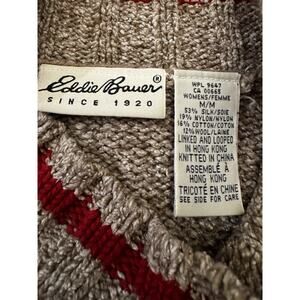 Eddie Bauer®
SINCE 1920
WPL 9647
CA 00665
WOMENS/FEMME
M/M
53% SILK/SOIE
19% NYLON/NYLON
16% COTTON/COTON
12% WOOL/LAINE
LINKED AND LOOPED
IN HONG KONG
KNITTED IN CHINA
ASSEMBLÉ À
HONG KONG
TRICOTÉ EN CHINE
SEE SIDE FOR CARE